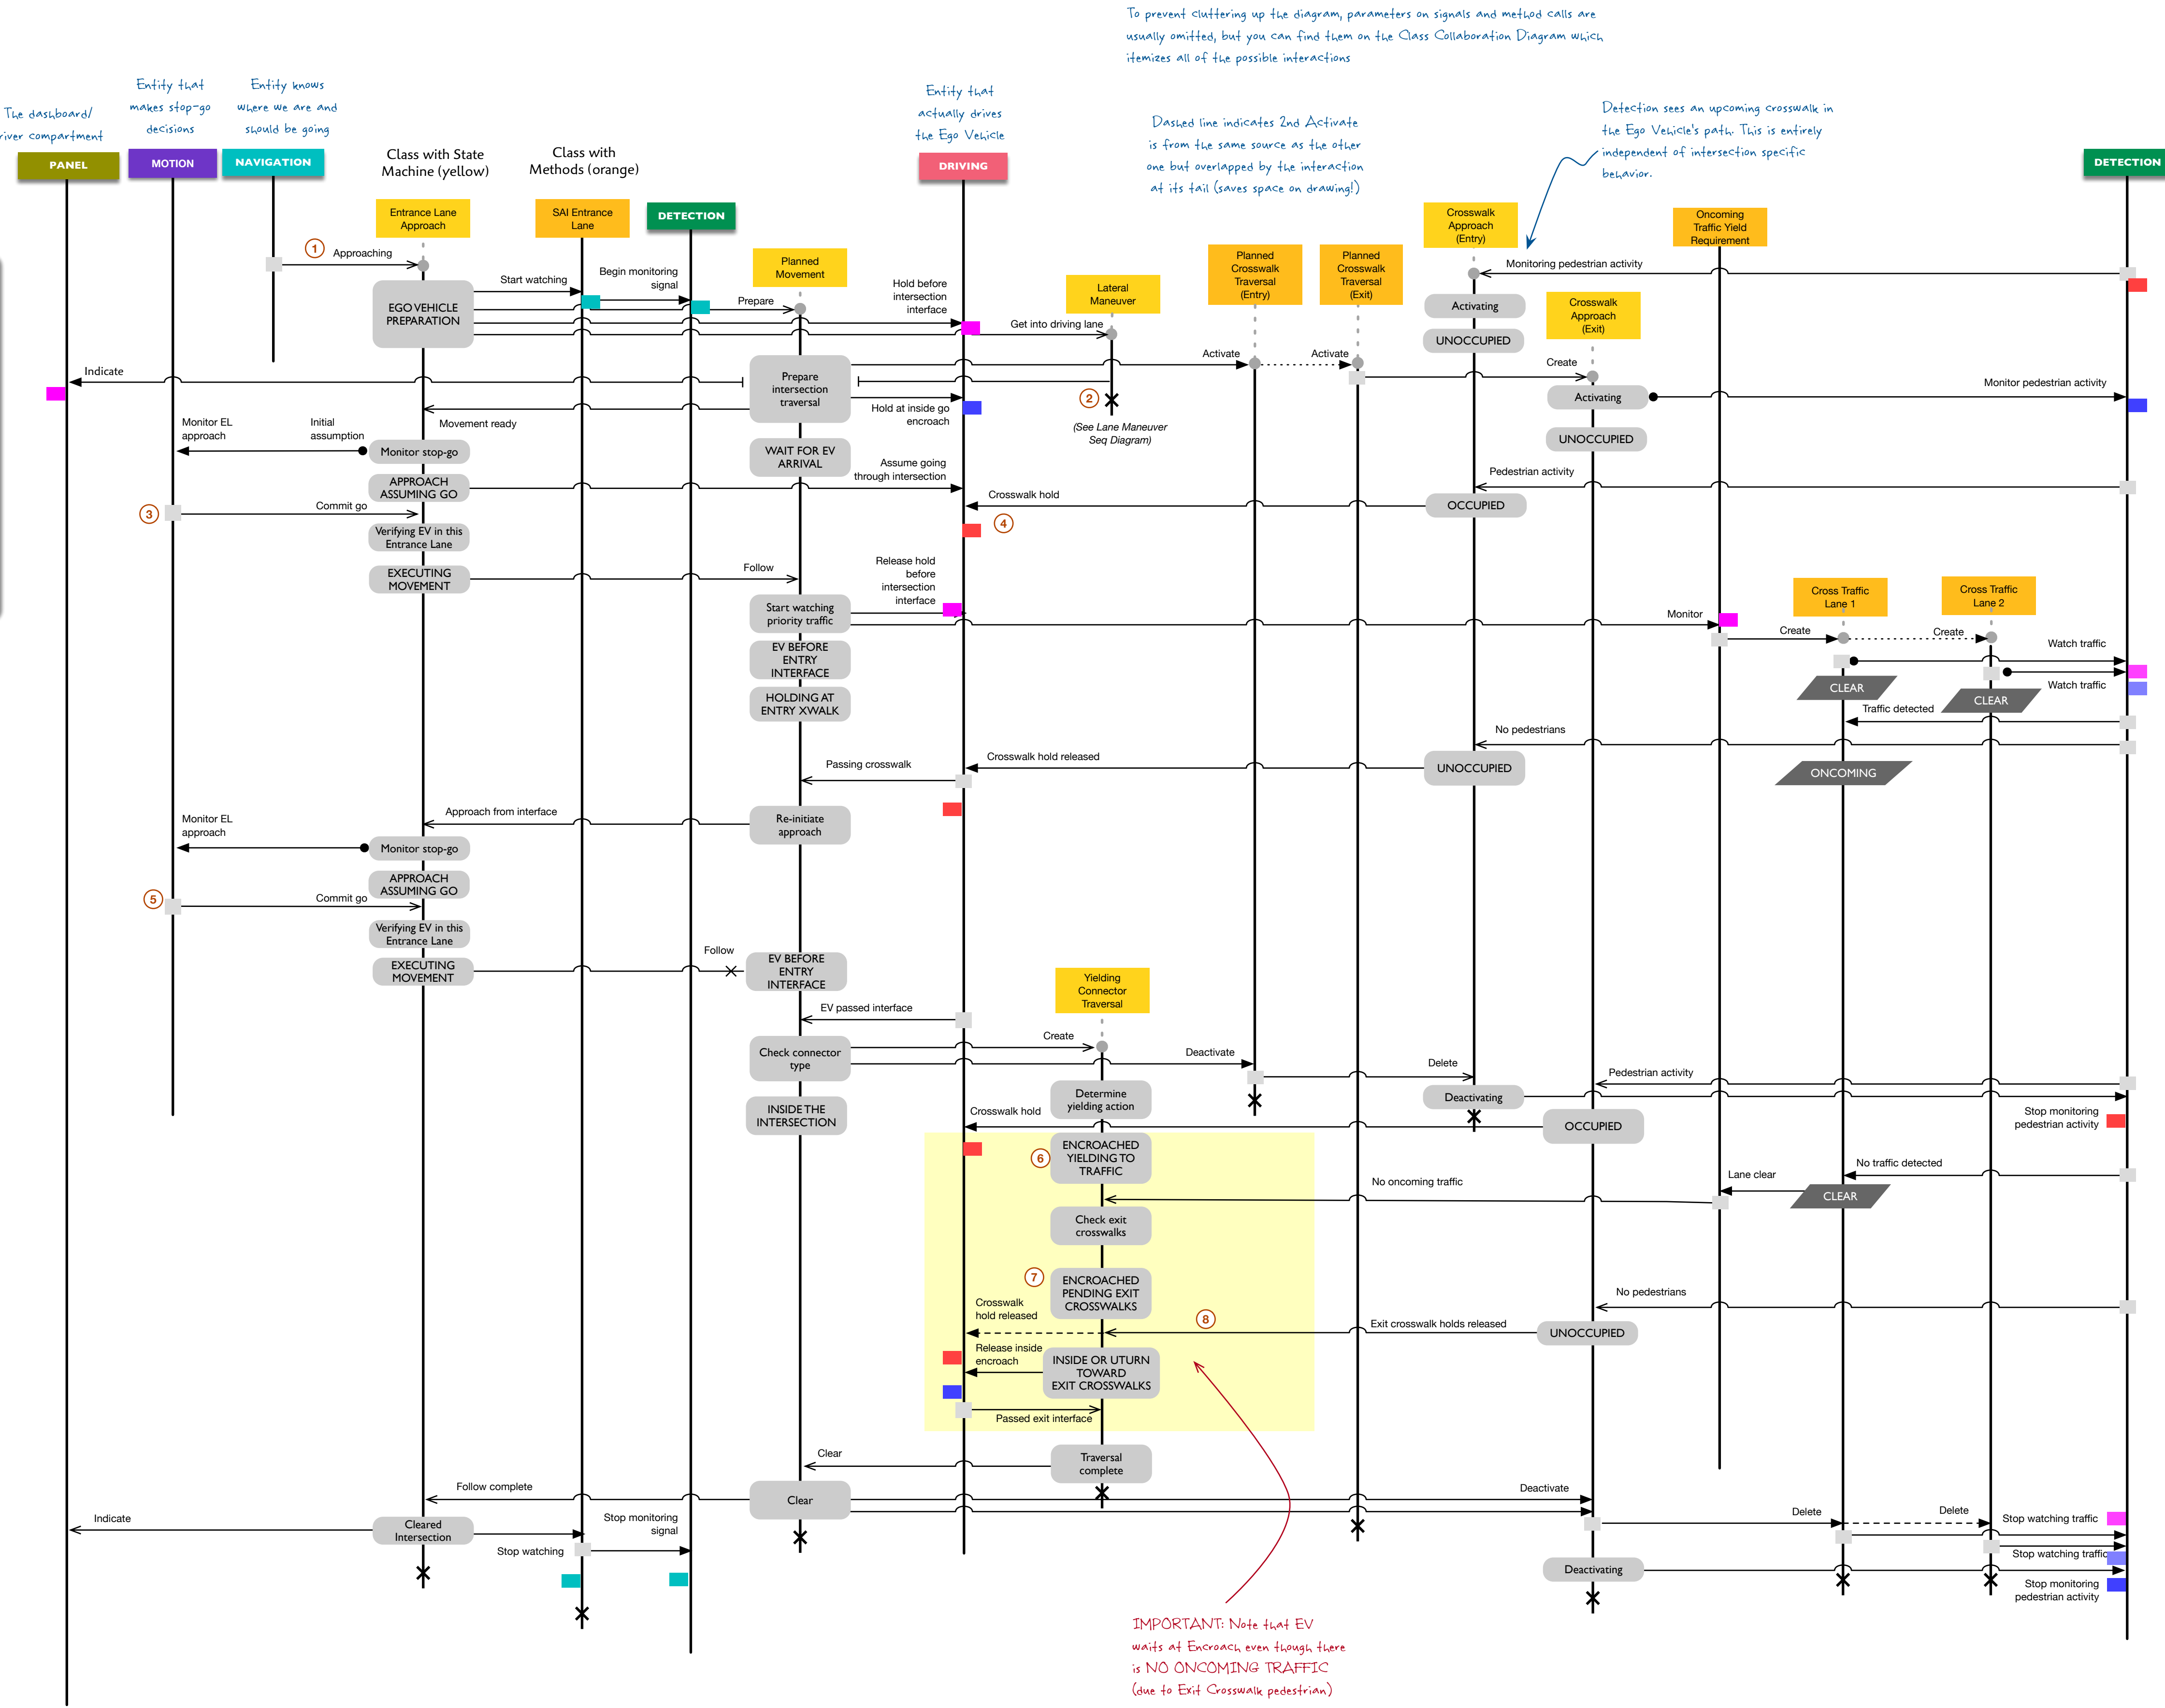 To prevent cluttering up the diagram, parameters on signals and method calls are
usually omitted, but you can find them on the Class Collaboration Diagram which
itemizes all of the possible interactions
The dashboard/
river compartment
Entity that
makes stop-go
decisions
Entity knows
where we are and
should be going
Entity that
actually drives
the Ego Vehicle
Dashed line indicates 2nd Activate
is from the same source as the other
one but overlapped by the interaction
at its tail (saves space on drawing!)
Detection sees an upcoming crosswalk in
the Ego Vehicle's path. This is entirely
independent of intersection specific
behavior.
PANEL
MOTION
NAVIGATION
Class with State
Machine (yellow)
Class with
Methods (orange)
DRIVING
DETECTION
Entrance Lane
Approach
SAI Entrance
Lane
DETECTION
Planned
Movement
Lateral
Maneuver
Planned
Crosswalk
Traversal
(Entry)
Planned
Crosswalk
Traversal
(Exit)
Crosswalk
Approach
(Entry)
Crosswalk
Approach
(Exit)
Oncoming
Traffic Yield
Requirement
1
Approaching
Start watching
Begin monitoring
signal
Prepare
Hold before
intersection
interface
Get into driving lane
Monitoring pedestrian activity
EGO VEHICLE
PREPARATION
Activating
UNOCCUPIED
Activate
Activate
Create
Indicate
Prepare
intersection
traversal
2
Hold at inside go
encroach
(See Lane Maneuver
Seq Diagram)
Activating
Monitor pedestrian activity
UNOCCUPIED
Movement ready
Monitor EL
approach
Initial
assumption
Monitor stop-go
WAIT FOR EV
ARRIVAL
Assume going
through intersection
Pedestrian activity
APPROACH
ASSUMING GO
Crosswalk hold
OCCUPIED
3
Commit go
4
Verifying EV in this
Entrance Lane
EXECUTING
MOVEMENT
Follow
Release hold
before
intersection
interface
Cross Traffic
Lane 1
Cross Traffic
Lane 2
Start watching
priority traffic
Monitor
Create
Create
Watch traffic
EV BEFORE
ENTRY
INTERFACE
Watch traffic
CLEAR
CLEAR
HOLDING AT
ENTRY XWALK
Traffic detected
No pedestrians
Passing crosswalk
Crosswalk hold released
UNOCCUPIED
ONCOMING
Approach from interface
Re-initiate
approach
Monitor EL
approach
Monitor stop-go
APPROACH
ASSUMING GO
5
Commit go
Verifying EV in this
Entrance Lane
EXECUTING
MOVEMENT
Follow
EV BEFORE
ENTRY
INTERFACE
Yielding
Connector
Traversal
EV passed interface
Create
Check connector
type
Deactivate
Delete
Pedestrian activity
Determine
yielding action
Deactivating
INSIDE THE
INTERSECTION
Crosswalk hold
OCCUPIED
Stop monitoring
pedestrian activity
6
ENCROACHED
YIELDING TO
TRAFFIC
No traffic detected
Lane clear
No oncoming traffic
CLEAR
Check exit
crosswalks
7
ENCROACHED
PENDING EXIT
CROSSWALKS
No pedestrians
Crosswalk
hold released
8
Exit crosswalk holds released
UNOCCUPIED
Release inside
encroach
INSIDE OR UTURN
TOWARD
EXIT CROSSWALKS
Passed exit interface
Clear
Traversal
complete
Follow complete
Clear
Deactivate
Indicate
Cleared
Intersection
Stop monitoring
signal
Stop watching
Delete
Delete
Stop watching traffic
Stop watching traffic
Deactivating
Stop monitoring
pedestrian activity
IMPORTANT: Note that EV
waits at Encroach even though there
is NO ONCOMING TRAFFIC
(due to Exit Crosswalk pedestrian)